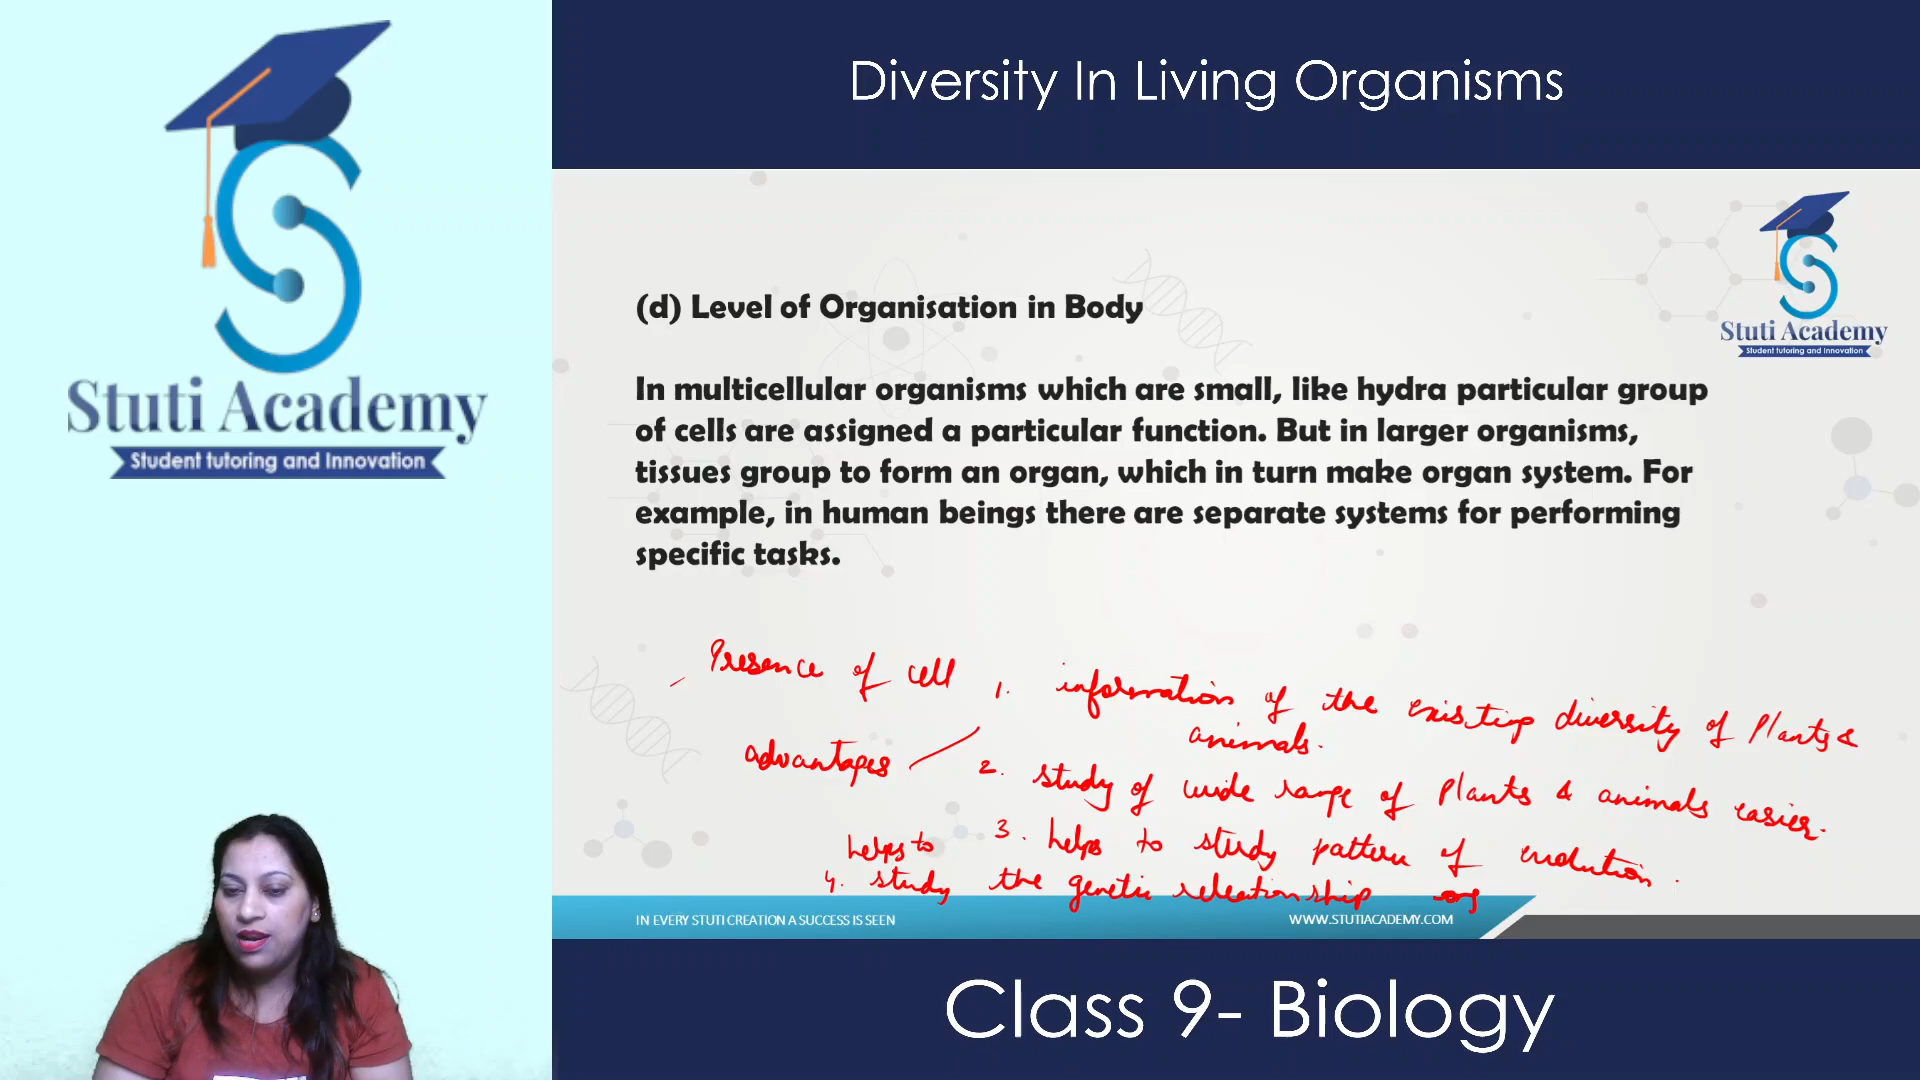 Stuti Academy
Student tutoring and Innovation
Diversity In Living Organisms
Stuti Academy
Student tutoring and Innovation
(d) Level of Organisation in Body
In multicellular organisms which are small, like hydra particular group
of cells are assigned a particular function. But in larger organisms,
tissues group to form an organ, which in turn make organ system. For
example, in human beings there are separate systems for performing
specific tasks.
Presence of cell
advantages
1. information of the existing diversity of Plants &
animals.
2. study of wide range of Plants & animals easier.
3. helps to study pattern of evolution.
helps to
4. study the genetic releationship
IN EVERY STUTI CREATION A SUCCESS IS SEEN
WWW.STUTIACADEMY.COM
Class 9- Biology